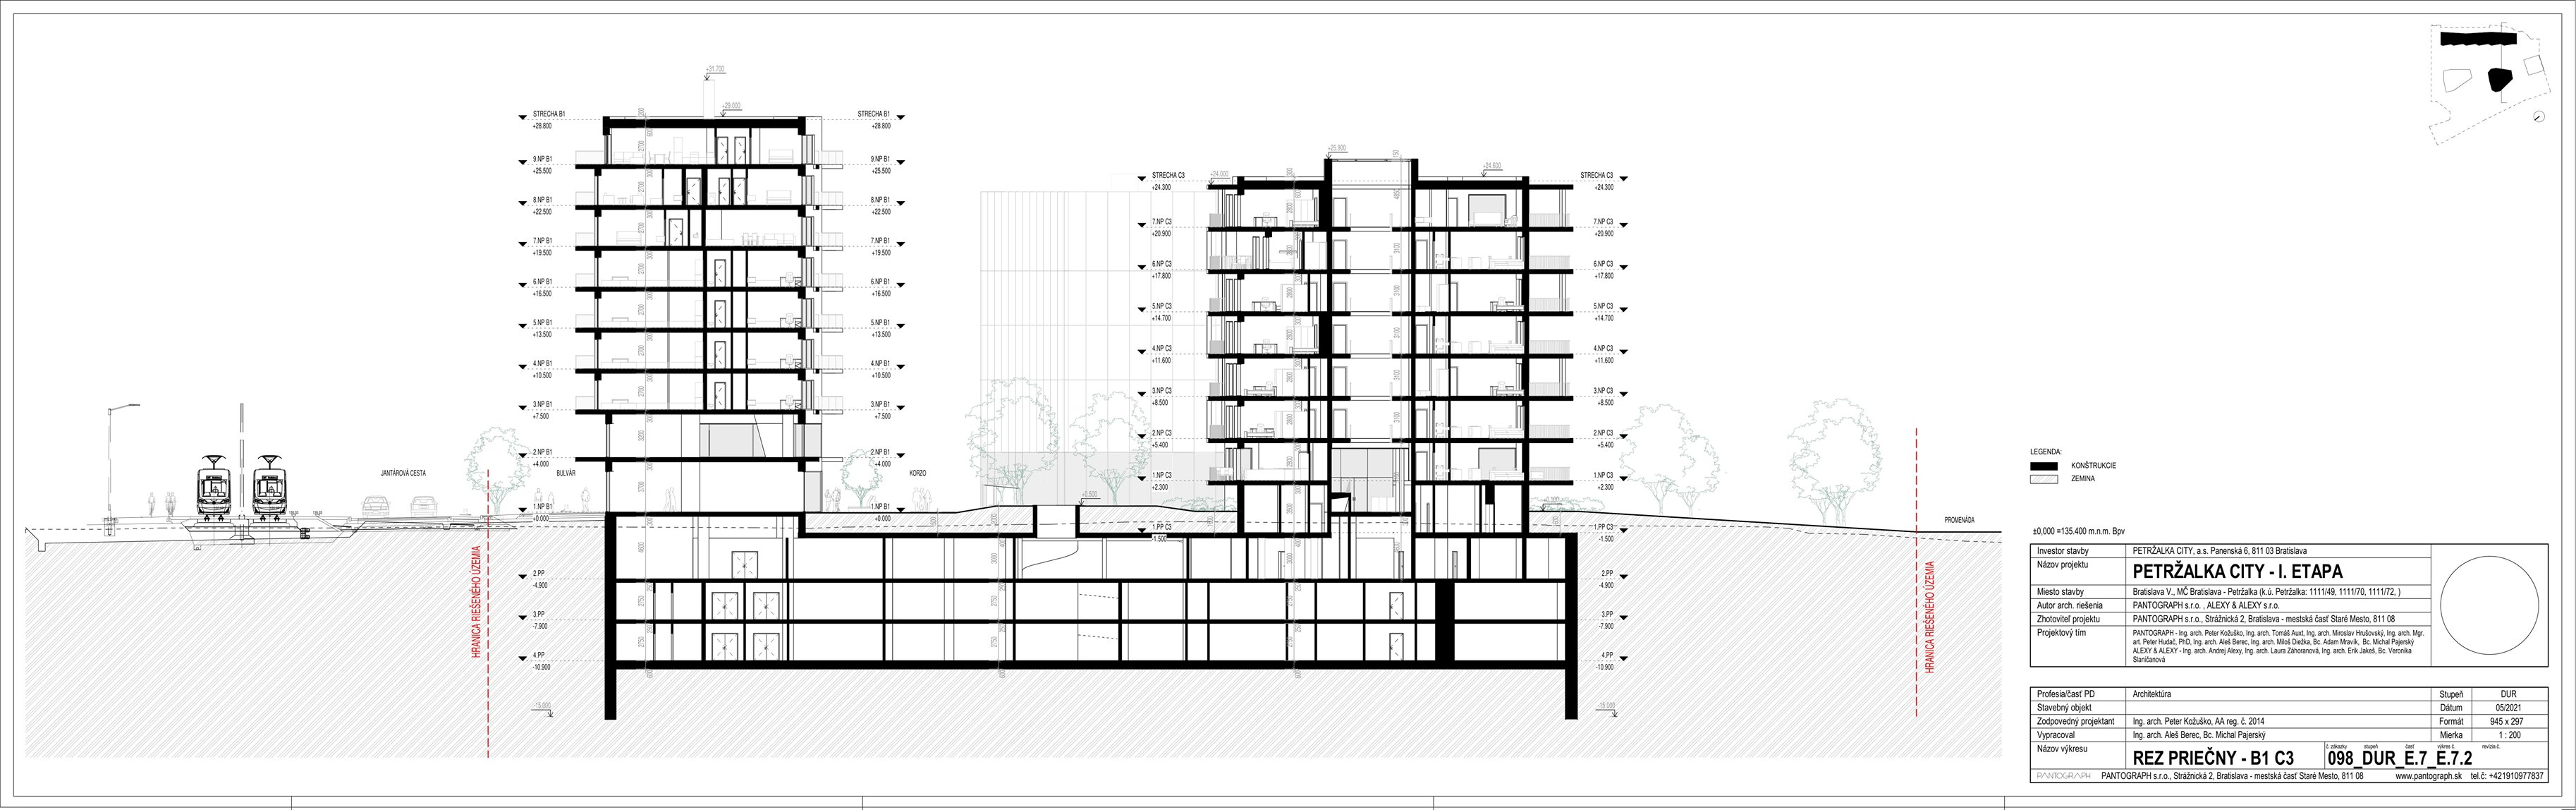 +31.700
+29.000
STRECHA B1
+28.800
9.NP B1
+25.500
8.NP B1
+22.500
7.NP B1
+19.500
6.NP B1
+16.500
5.NP B1
+13.500
4.NP B1
+10.500
3.NP B1
+7.500
2.NP B1
+4.000
1.NP B1
+0.000
2.PP
-4.900
3.PP
-7.900
4.PP
-10.900
-15.000
STRECHA B1
+28.800
9.NP B1
+25.500
8.NP B1
+22.500
7.NP B1
+19.500
6.NP B1
+16.500
5.NP B1
+13.500
4.NP B1
+10.500
3.NP B1
+7.500
2.NP B1
+4.000
1.NP B1
+0.000
JANTÁROVÁ CESTA
BULVÁR
KORZO
HRANICA RIEŠENÉHO ÚZEMIA
+0.500
+25.900
+24.000
+24.600
STRECHA C3
+24.300
7.NP C3
+20.900
6.NP C3
+17.800
5.NP C3
+14.700
4.NP C3
+11.600
3.NP C3
+8.500
2.NP C3
+5.400
1.NP C3
+2.300
1.PP C3
-1.500
STRECHA C3
+24.300
7.NP C3
+20.900
6.NP C3
+17.800
5.NP C3
+14.700
4.NP C3
+11.600
3.NP C3
+8.500
2.NP C3
+5.400
1.NP C3
+2.300
1.PP C3
-1.500
2.PP
-4.900
3.PP
-7.900
4.PP
-10.900
-15.000
PROMENÁDA
HRANICA RIEŠENÉHO ÚZEMIA
LEGENDA:
KONŠTRUKCIE
ZEMINA
±0,000 =135.400 m.n.m. Bpv
Investor stavby PETRŽALKA CITY, a.s. Panenská 6, 811 03 Bratislava
Názov projektu PETRŽALKA CITY - I. ETAPA
Miesto stavby Bratislava V., MČ Bratislava - Petržalka (k.ú. Petržalka: 1111/49, 1111/70, 1111/72, )
Autor arch. riešenia PANTOGRAPH s.r.o. , ALEXY & ALEXY s.r.o.
Zhotoviteľ projektu PANTOGRAPH s.r.o., Strážnická 2, Bratislava - mestská časť Staré Mesto, 811 08
Projektový tím PANTOGRAPH - Ing. arch. Peter Kožuško, Ing. arch. Tomáš Auxt, Ing. arch. Miroslav Hrušovský, Ing. arch. Mgr.
art. Peter Hudač, PhD, Ing. arch. Aleš Berec, Ing. arch. Miloš Diežka, Bc. Adam Mravík, Bc. Michal Pajerský
ALEXY & ALEXY - Ing. arch. Andrej Alexy, Ing. arch. Laura Záhoranová, Ing. arch. Erik Jakeš, Bc. Veronika
Slaničanová
Profesia/časť PD Architektúra Stupeň DUR
Stavebný objekt Dátum 05/2021
Zodpovedný projektant Ing. arch. Peter Kožuško, AA reg. č. 2014 Formát 945 x 297
Vypracoval Ing. arch. Aleš Berec, Bc. Michal Pajerský Mierka 1 : 200
Názov výkresu REZ PRIEČNY - B1 C3
č. zákazky stupeň časť výkres č. revízia č.
098_DUR_E.7_E.7.2
PANTOGRAPH PANTOGRAPH s.r.o., Strážnická 2, Bratislava - mestská časť Staré Mesto, 811 08 www.pantograph.sk tel.č: +421910977837